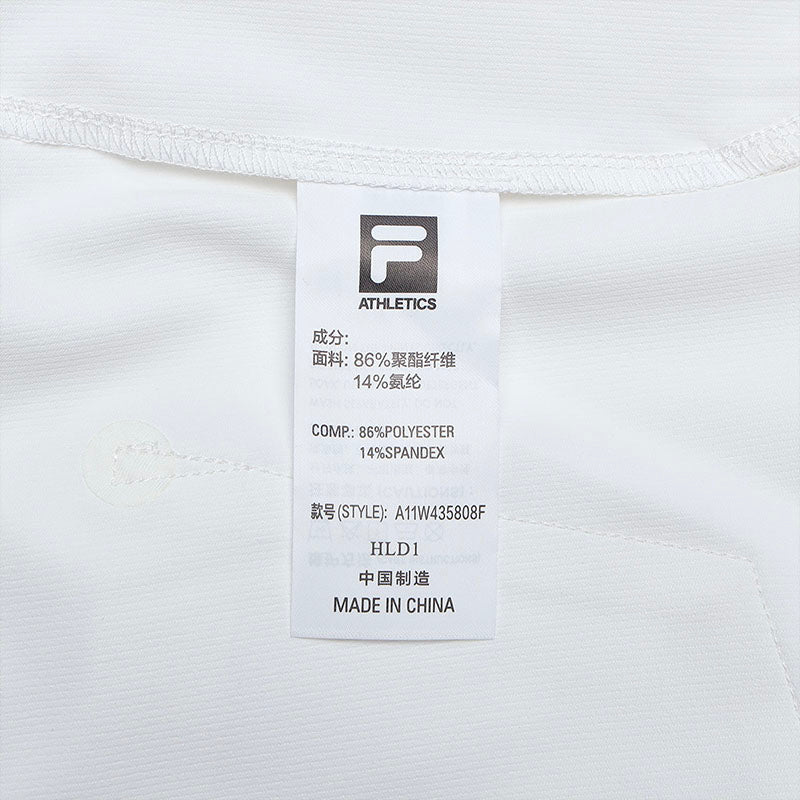 F
ATHLETICS
成分:
面料: 86%聚酯纤维
14%氨纶
COMP.: 86%POLYESTER
14%SPANDEX
款号(STYLE): A11W435808F
HLD1
中国制造
MADE IN CHINA